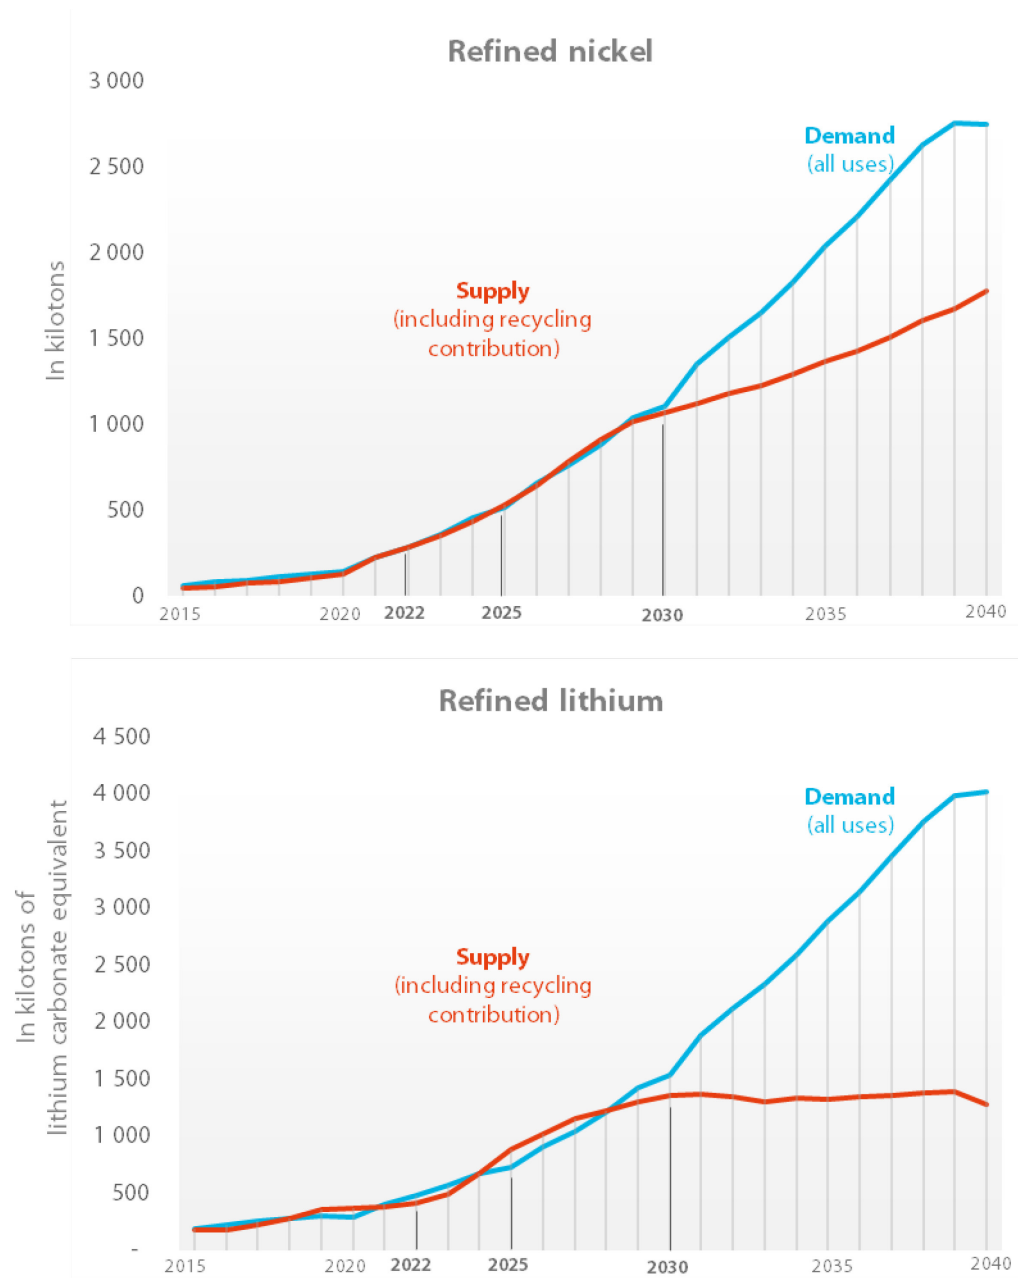 Refined nickel
3 000
Demand
(all uses)
2 500
2 000
In kilotons
Supply
(including recycling
contribution)
1 500
1 000
500
0
2015
2020
2022
2025
2030
2035
2040
Refined lithium
4 500
4 000
Demand
(all uses)
3 500
3 000
In kilotons of
lithium carbonate equivalent
Supply
(including recycling
contribution)
2 500
2 000
1 500
1 000
500
-
2015
2020
2022
2025
2030
2035
2040